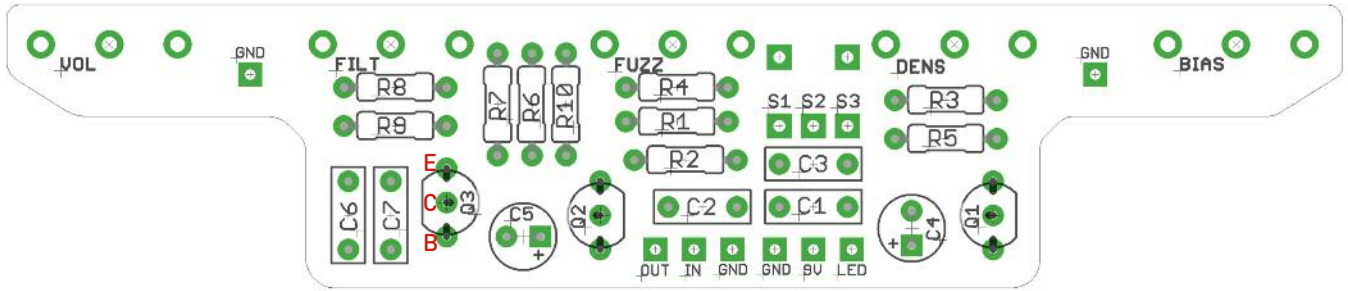 GND
GND
VOL
FILT
FUZZ
DENS
BIAS
R8
R7
R6
R10
R4
S1
S2
S3
R3
R9
R1
R5
R2
E
C
B
C3
C6
C7
Q3
C5
+
Q2
C2
C1
C4
+
Q1
OUT
IN
GND
GND
9V
LED